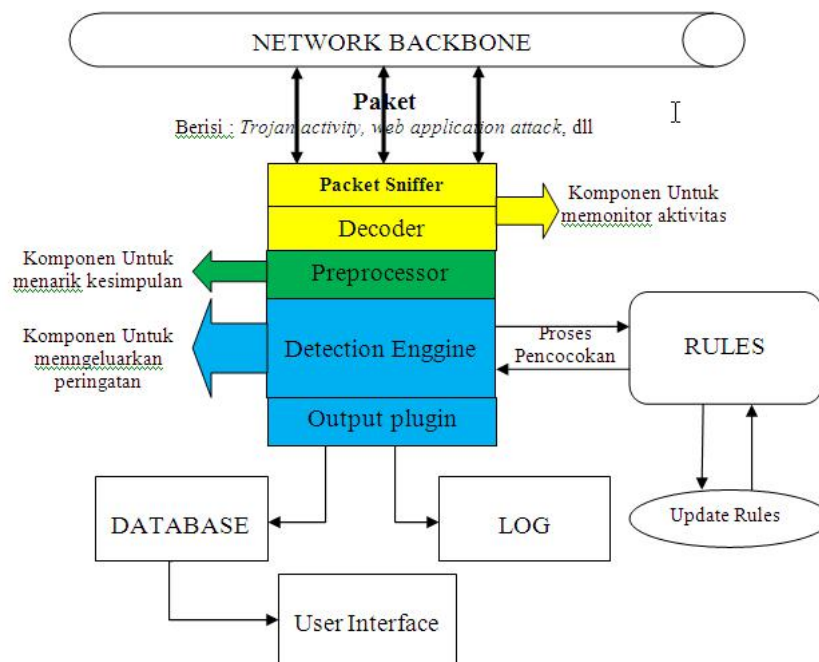 NETWORK BACKBONE
Paket
Berisi : Trojan activity, web application attack, dll
Packet Sniffer
Decoder
Komponen Untuk
memonitor aktivitas
Komponen Untuk
menarik kesimpulan
Preprocessor
Komponen Untuk
menngeluarkan
peringatan
Detection Enggine
Proses
Pencocokan
RULES
Output plugin
DATABASE
LOG
Update Rules
User Interface